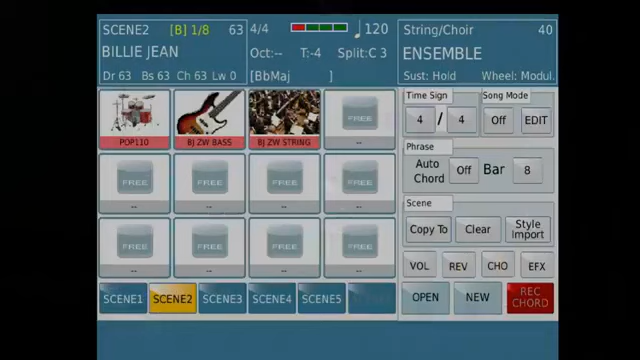 SCENE2 [B] 1/8 63
BILLIE JEAN
Dr 63 Bs 63 Ch 63 Lw 0
4/4 120
Oct:-- T:-4 Split:C 3
[BbMaj ]
String/Choir 40
ENSEMBLE
Sust: Hold Wheel: Modul.
POP110
BJ ZW BASS
BJ ZW STRING
FREE
--
FREE
--
FREE
--
FREE
--
FREE
--
FREE
--
FREE
--
FREE
--
FREE
--
SCENE1 SCENE2 SCENE3 SCENE4 SCENE5
Time Sign Song Mode
4 / 4 Off EDIT
Phrase
Auto Chord Off Bar 8
Scene
Copy To Clear Style Import
VOL REV CHO EFX
OPEN NEW REC CHORD